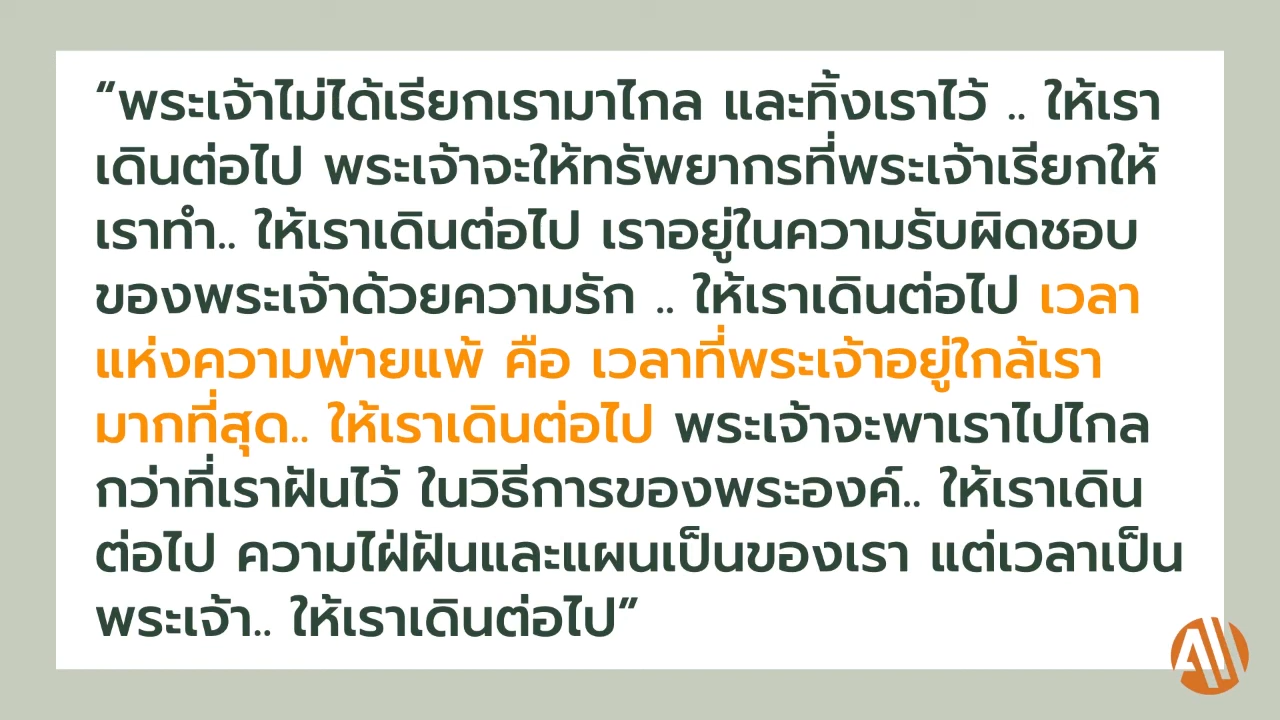 “พระเจ้าไม่ได้เรียกเรามาไกล และทิ้งเราไว้ .. ให้เรา
เดินต่อไป พระเจ้าจะให้ทรัพยากรที่พระเจ้าเรียกให้
เราทำ.. ให้เราเดินต่อไป เราอยู่ในความรับผิดชอบ
ของพระเจ้าด้วยความรัก .. ให้เราเดินต่อไป เวลา
แห่งความพ่ายแพ้ คือ เวลาที่พระเจ้าอยู่ใกล้เรา
มากที่สุด.. ให้เราเดินต่อไป พระเจ้าจะพาเราไปไกล
กว่าที่เราฝันไว้ ในวิธีการของพระองค์.. ให้เราเดิน
ต่อไป ความไฝ่ฝันและแผนเป็นของเรา แต่เวลาเป็น
พระเจ้า.. ให้เราเดินต่อไป”